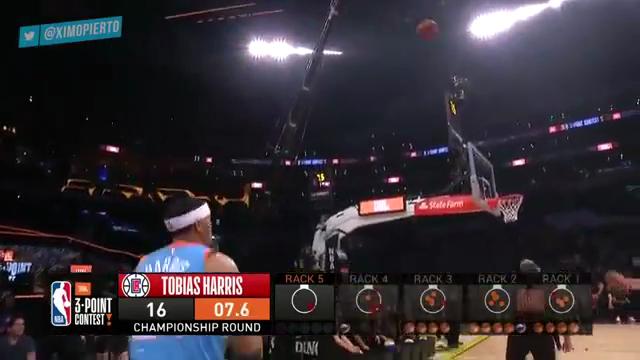 @XIMOPIERTO
State Farm
NBA
3-POINT
CONTEST
TOBIAS HARRIS
16
07.6
CHAMPIONSHIP ROUND
RACK 5
RACK 4
RACK 3
RACK 2
RACK 1